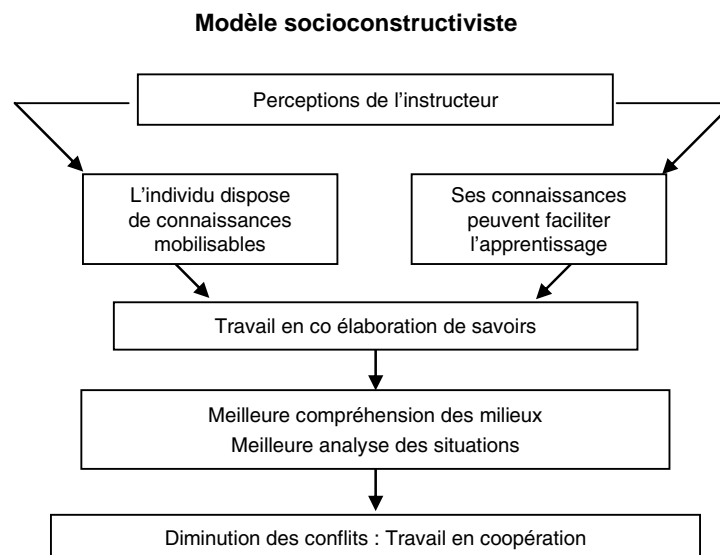 Modèle socioconstructiviste
Perceptions de l'instructeur
L'individu dispose
de connaissances
mobilisables
Ses connaissances
peuvent faciliter
l'apprentissage
Travail en co élaboration de savoirs
Meilleure compréhension des milieux
Meilleure analyse des situations
Diminution des conflits : Travail en coopération